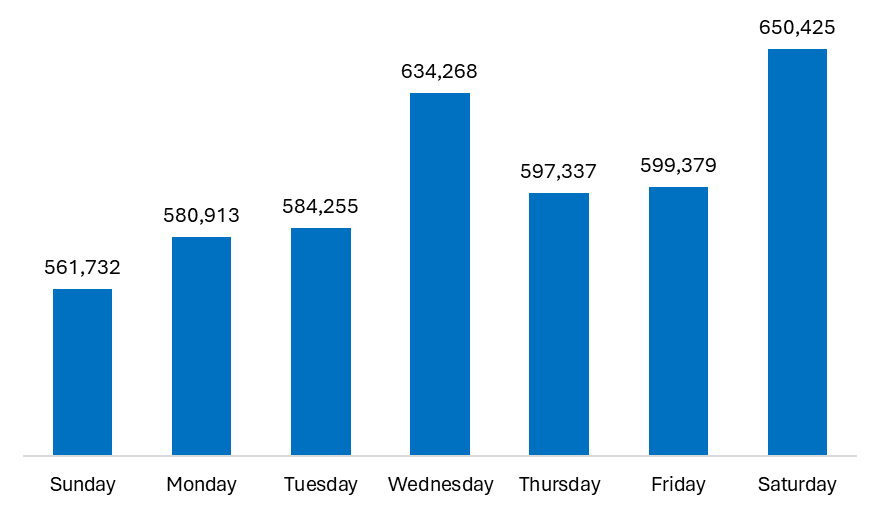 650,425
634,268
597,337
599,379
584,255
580,913
561,732
Sunday
Monday
Tuesday
Wednesday
Thursday
Friday
Saturday